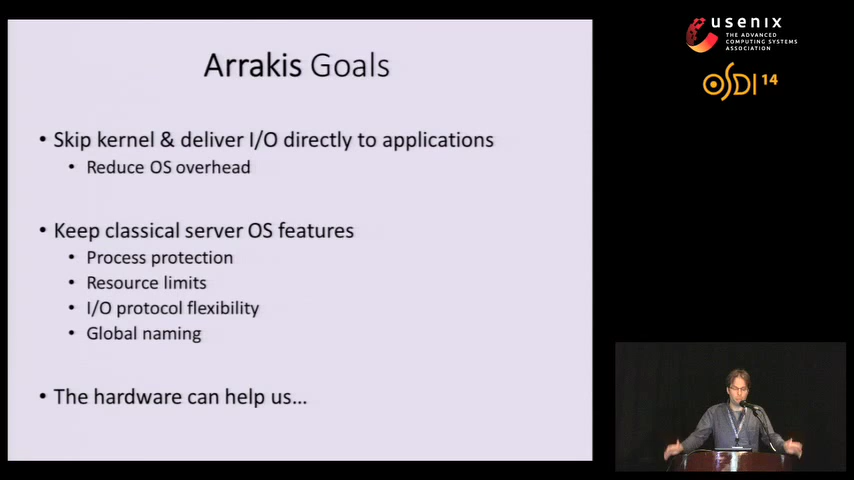 Arrakis Goals
• Skip kernel & deliver I/O directly to applications
• Reduce OS overhead
• Keep classical server OS features
• Process protection
• Resource limits
• I/O protocol flexibility
• Global naming
• The hardware can help us...
usenix
THE ADVANCED
COMPUTING SYSTEMS
ASSOCIATION
OSDI 14